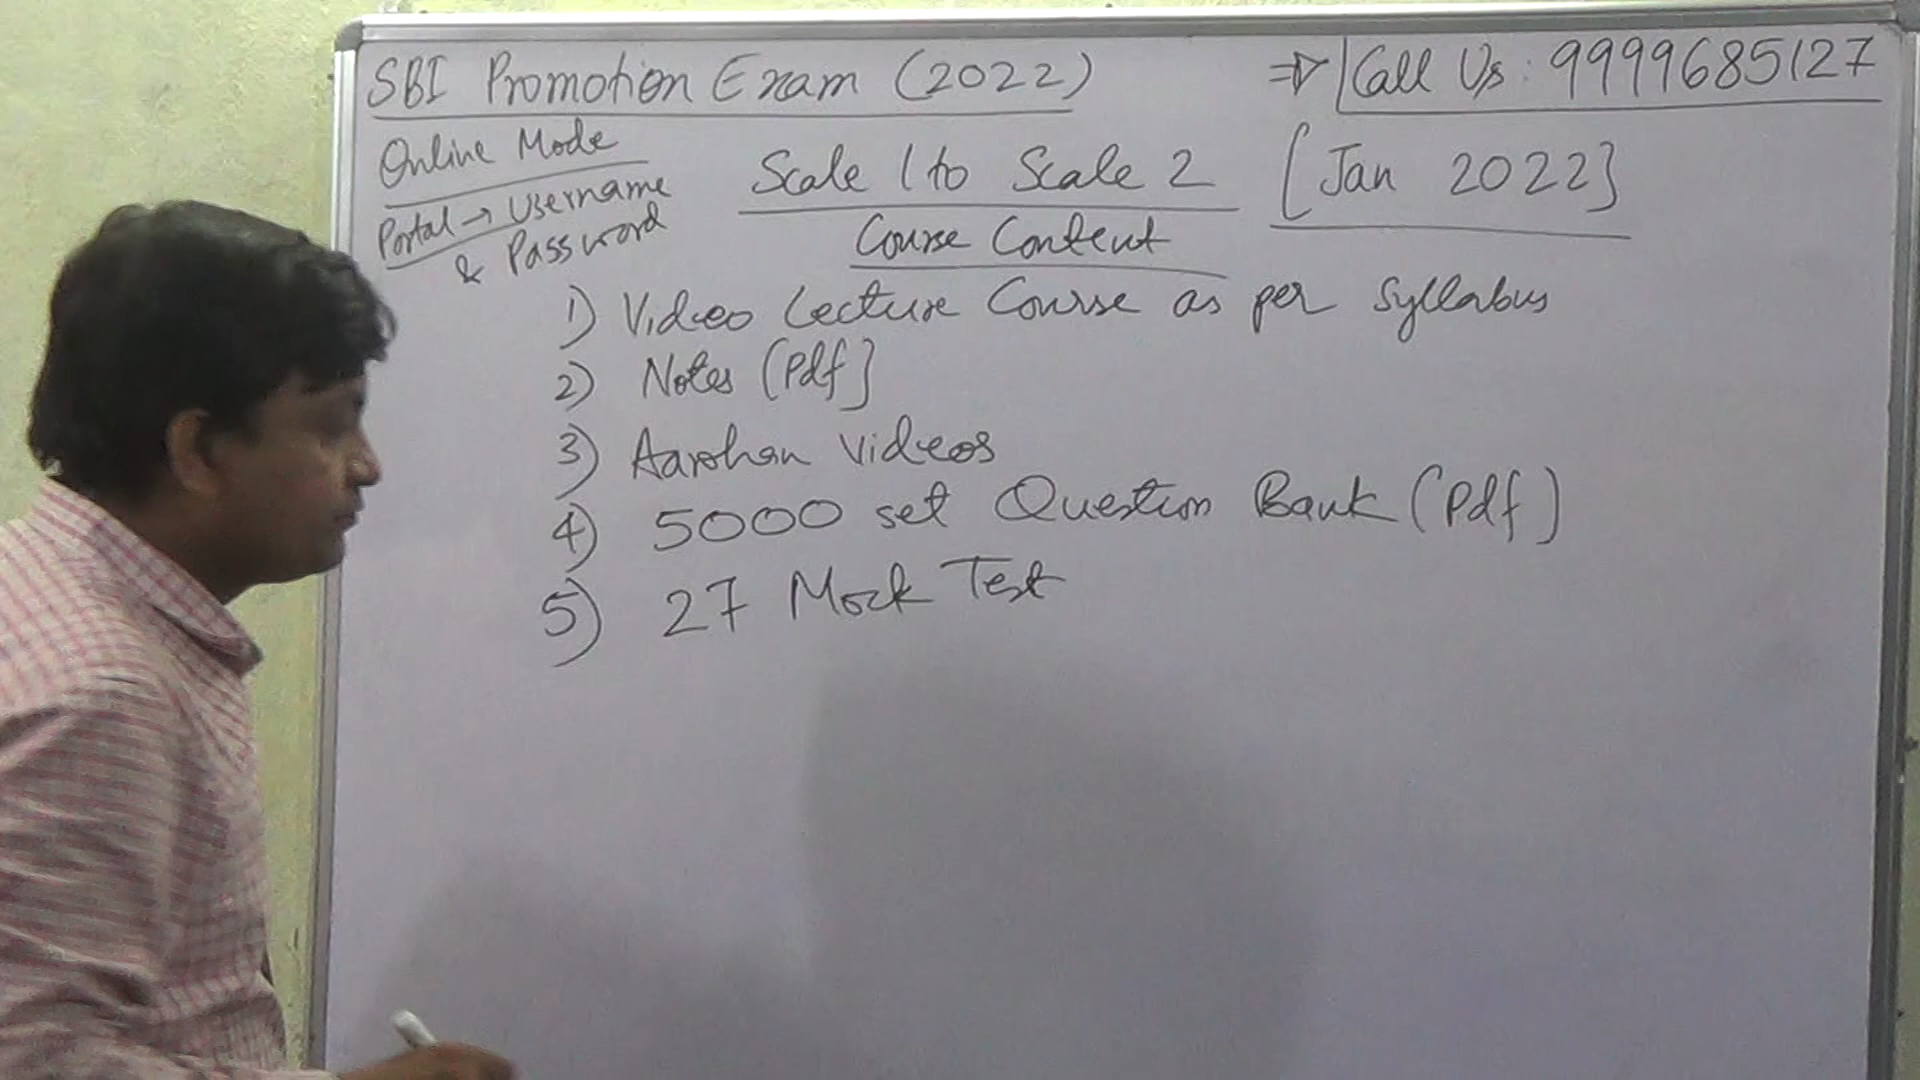 SBI Promotion Exam (2022)
⇒ Call Us : 9999685127
Online Mode
Portal → Username
& Password
Scale 1 to Scale 2 [Jan 2022]
Course Content
1) Video Lecture Course as per Syllabus
2) Notes (Pdf]
3) Aarohan Videos
4) 5000 set Question Bank (Pdf)
5) 27 Mock Test